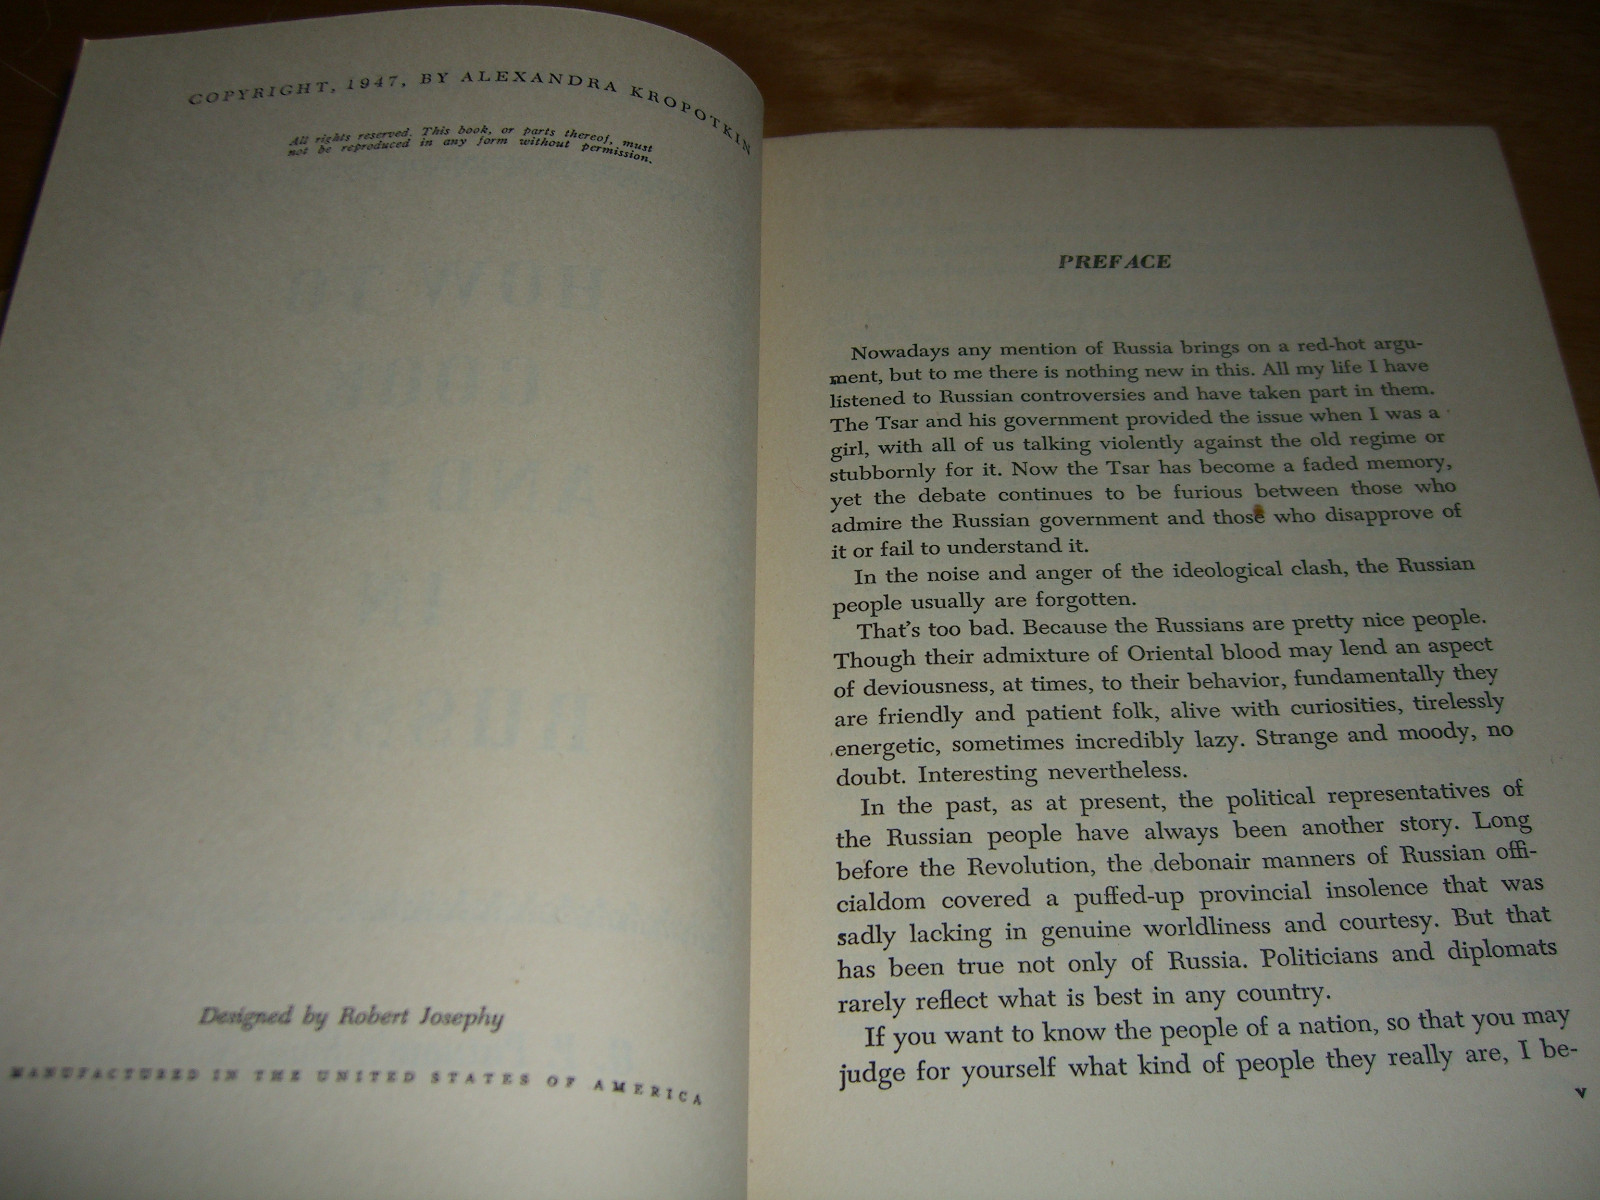 COPYRIGHT, 1947, BY ALEXANDRA KROPOTKIN
All rights reserved. This book, or parts thereof, must
not be reproduced in any form without permission.
Designed by Robert Josephy
MANUFACTURED IN THE UNITED STATES OF AMERICA
PREFACE
Nowadays any mention of Russia brings on a red-hot argu-
ment, but to me there is nothing new in this. All my life I have
listened to Russian controversies and have taken part in them.
The Tsar and his government provided the issue when I was a
girl, with all of us talking violently against the old regime or
stubbornly for it. Now the Tsar has become a faded memory,
yet the debate continues to be furious between those who
admire the Russian government and those who disapprove of
it or fail to understand it.
In the noise and anger of the ideological clash, the Russian
people usually are forgotten.
That's too bad. Because the Russians are pretty nice people.
Though their admixture of Oriental blood may lend an aspect
of deviousness, at times, to their behavior, fundamentally they
are friendly and patient folk, alive with curiosities, tirelessly
energetic, sometimes incredibly lazy. Strange and moody, no
doubt. Interesting nevertheless.
In the past, as at present, the political representatives of
the Russian people have always been another story. Long
before the Revolution, the debonair manners of Russian offi-
cialdom covered a puffed-up provincial insolence that was
sadly lacking in genuine worldliness and courtesy. But that
has been true not only of Russia. Politicians and diplomats
rarely reflect what is best in any country.
If you want to know the people of a nation, so that you may
judge for yourself what kind of people they really are, I be-
v